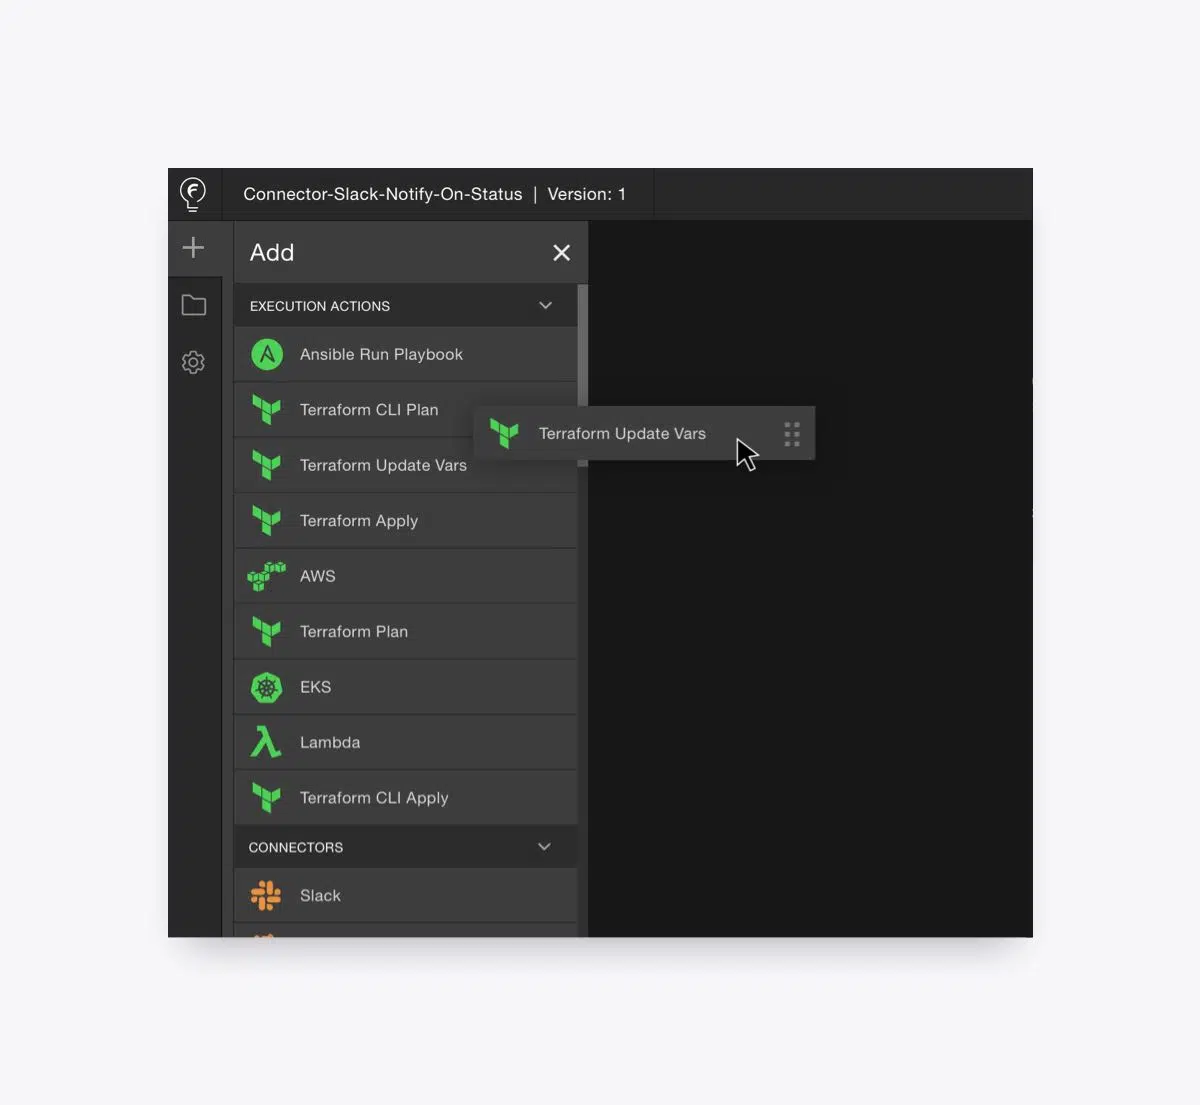 Connector-Slack-Notify-On-Status | Version: 1
Add
EXECUTION ACTIONS
Ansible Run Playbook
Terraform CLI Plan
Terraform Update Vars
Terraform Update Vars
Terraform Apply
AWS
Terraform Plan
EKS
Lambda
Terraform CLI Apply
CONNECTORS
Slack